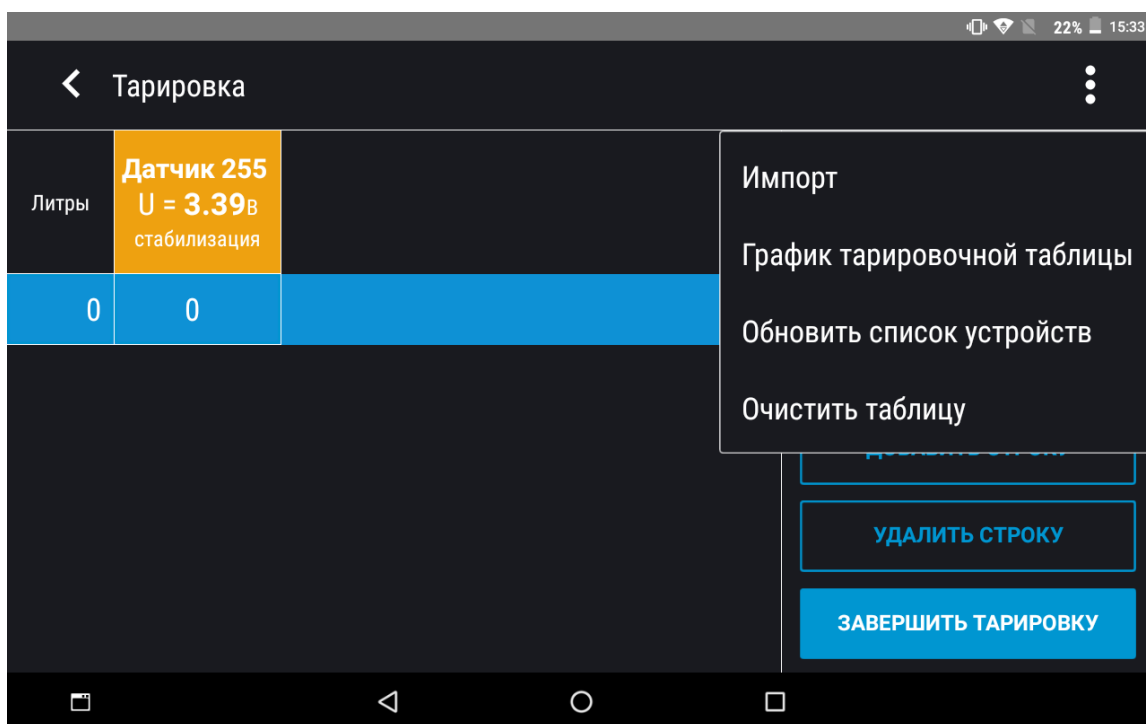 22% 15:33
Тарировка
Литры
Датчик 255
U = 3.39в
стабилизация
0 0
Импорт
График тарировочной таблицы
Обновить список устройств
Очистить таблицу
УДАЛИТЬ СТРОКУ
ЗАВЕРШИТЬ ТАРИРОВКУ